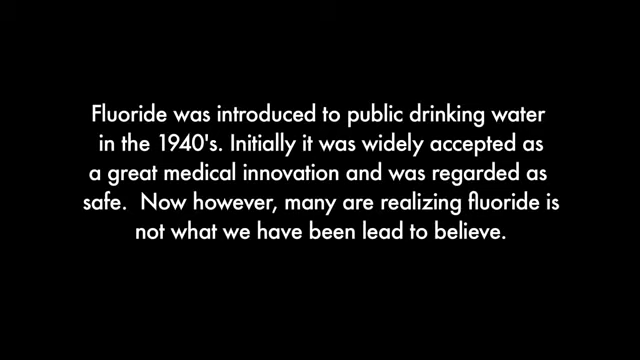 Fluoride was introduced to public drinking water
in the 1940's. Initially it was widely accepted as
a great medical innovation and was regarded as
safe.  Now however, many are realizing fluoride is
not what we have been lead to believe.